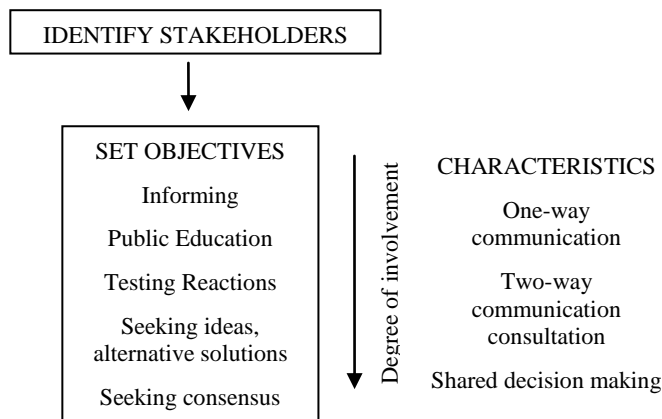 IDENTIFY STAKEHOLDERS
SET OBJECTIVES
Informing
Public Education
Testing Reactions
Seeking ideas,
alternative solutions
Seeking consensus
Degree of involvement
CHARACTERISTICS
One-way
communication
Two-way
communication
consultation
Shared decision making